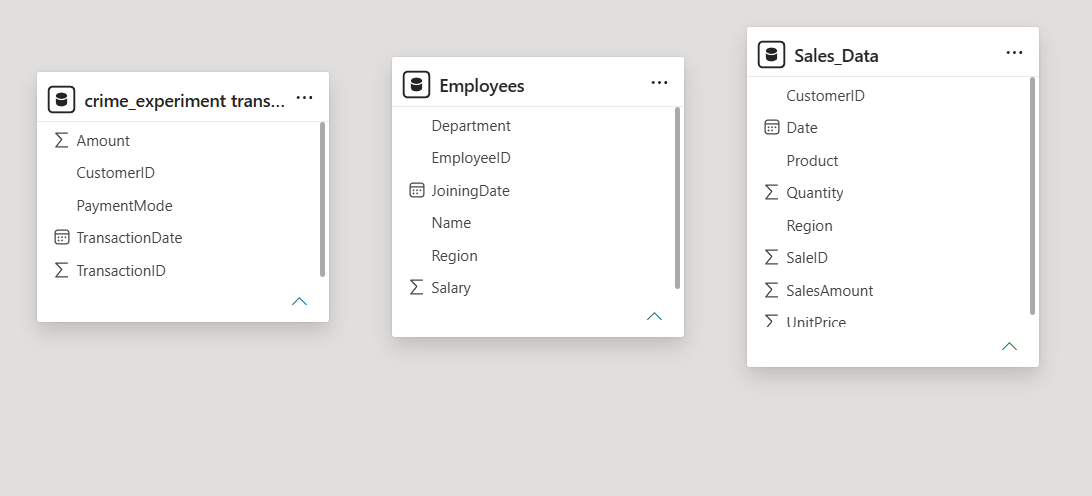 crime_experiment trans...
Amount
CustomerID
PaymentMode
TransactionDate
TransactionID
Employees
Department
EmployeeID
JoiningDate
Name
Region
Salary
Sales_Data
CustomerID
Date
Product
Quantity
Region
SaleID
SalesAmount
UnitPrice